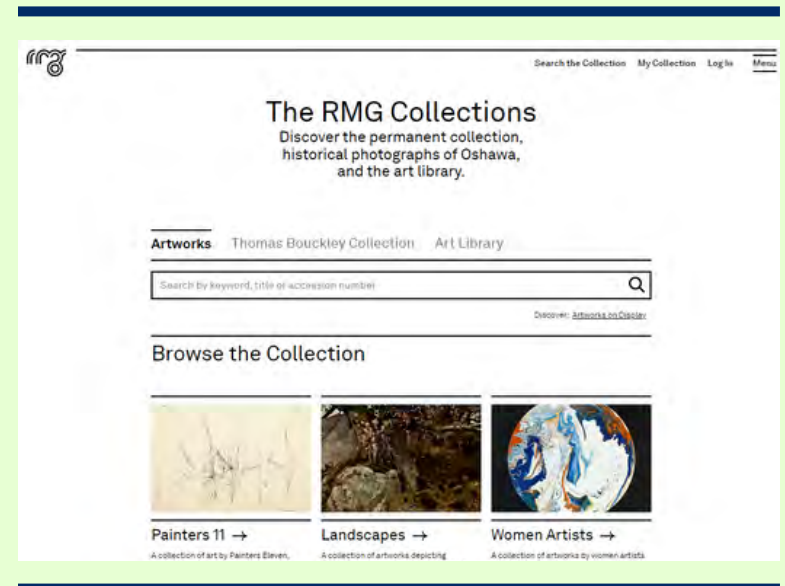 rmg
Search the Collection My Collection Log In Menu
The RMG Collections
Discover the permanent collection,
historical photographs of Oshawa,
and the art library.
Artworks Thomas Bouckley Collection Art Library
Search by keyword, title or accession number
Discover: Artworks on Display
Browse the Collection
Painters 11 → Landscapes → Women Artists →
A collection of art by Painters Eleven, A collection of artworks depicting A collection of artworks by women artists